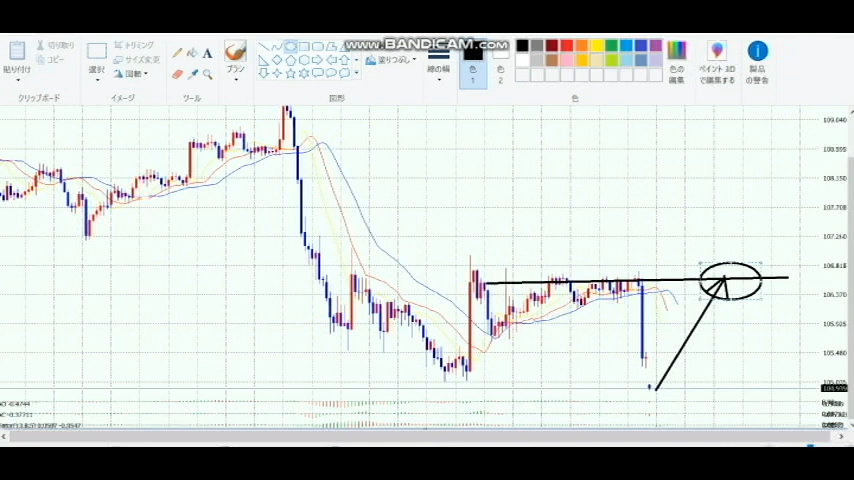 www.BANDICAM.com
貼り付け
切り取り
コピー
クリップボード
選択
トリミング
サイズ変更
回転
イメージ
A
ツール
ブラシ
図形
塗りつぶし
線の幅
色
1
色
2
色の
編集
色
ペイント 3D
で編集する
製品
の警告
109.040
108.595
108.150
107.260
106.815
106.370
105.925
105.480
105.035